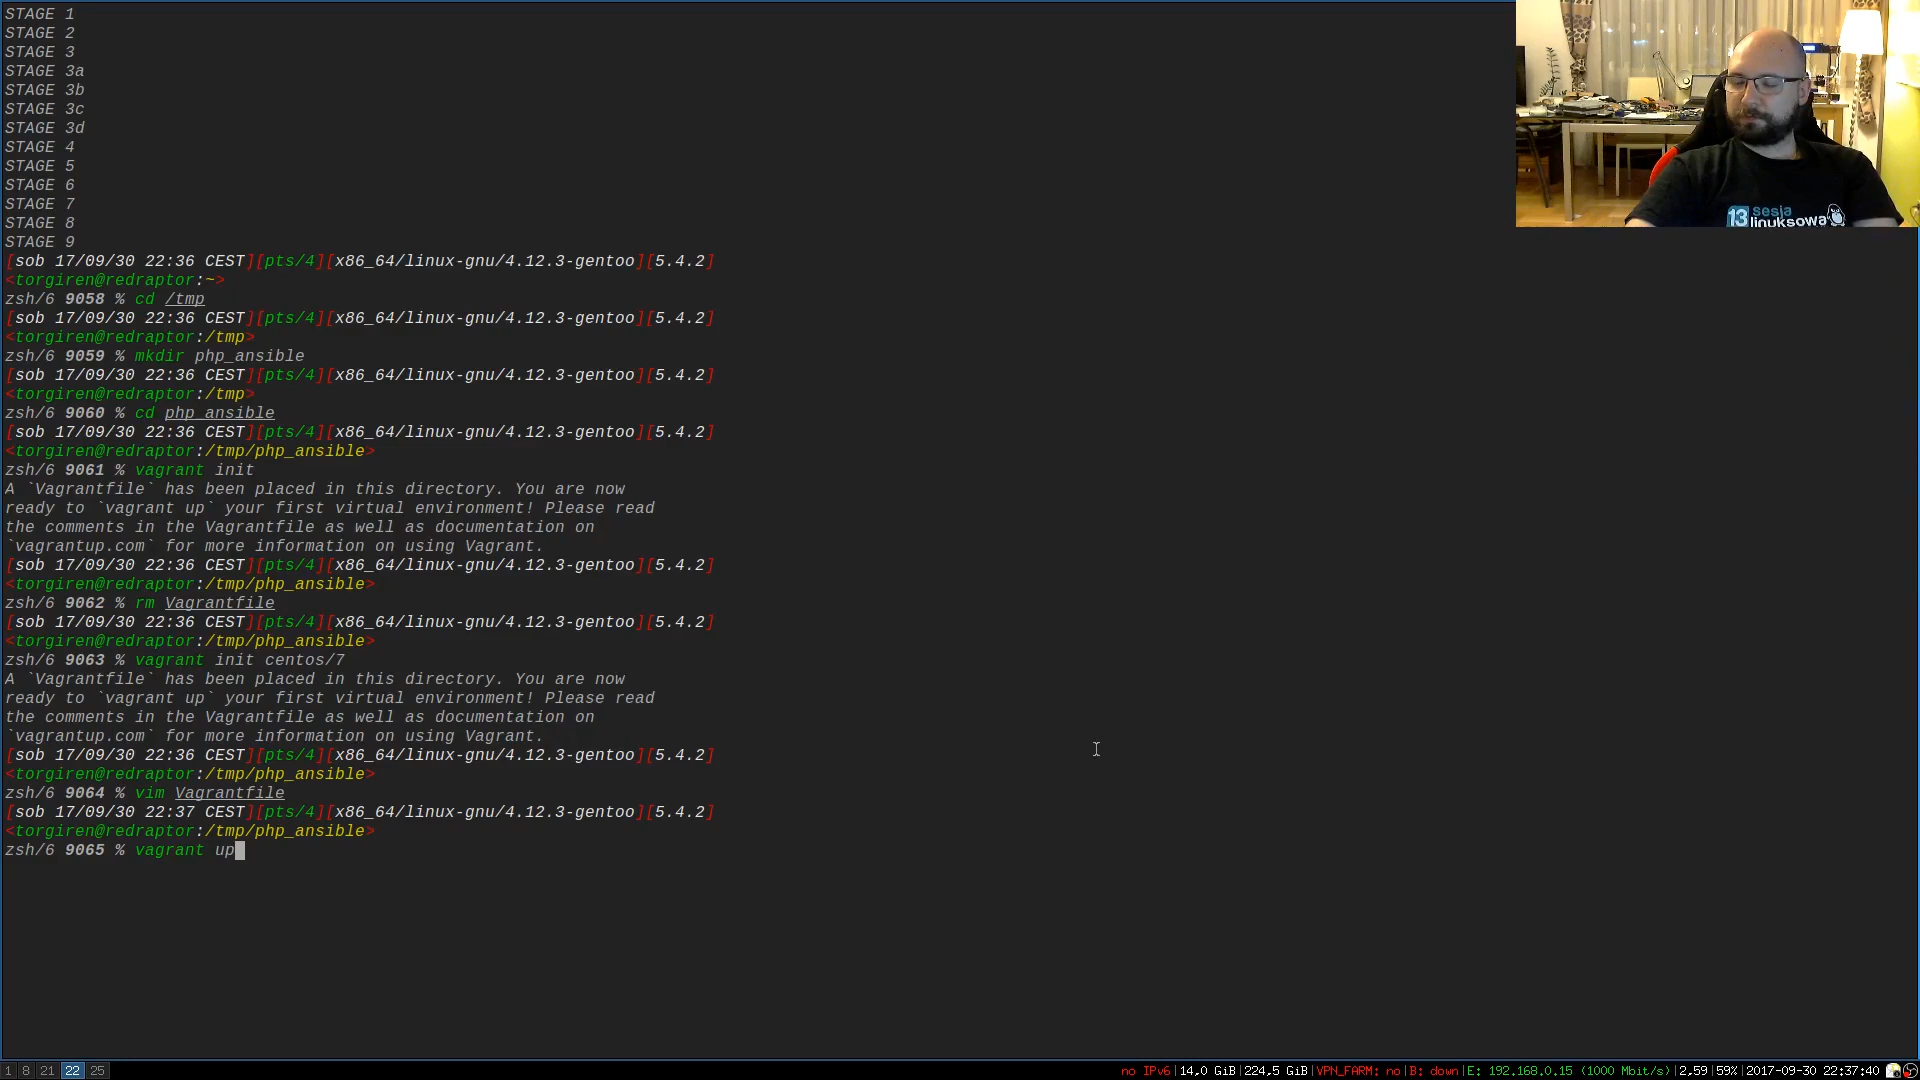 STAGE 1
STAGE 2
STAGE 3
STAGE 3a
STAGE 3b
STAGE 3c
STAGE 3d
STAGE 4
STAGE 5
STAGE 6
STAGE 7
STAGE 8
STAGE 9
[sob 17/09/30 22:36 CEST][pts/4][x86_64/linux-gnu/4.12.3-gentoo][5.4.2]
<torgiren@redraptor:~>
zsh/6 9058 % cd /tmp
[sob 17/09/30 22:36 CEST][pts/4][x86_64/linux-gnu/4.12.3-gentoo][5.4.2]
<torgiren@redraptor:/tmp>
zsh/6 9059 % mkdir php_ansible
[sob 17/09/30 22:36 CEST][pts/4][x86_64/linux-gnu/4.12.3-gentoo][5.4.2]
<torgiren@redraptor:/tmp>
zsh/6 9060 % cd php_ansible
[sob 17/09/30 22:36 CEST][pts/4][x86_64/linux-gnu/4.12.3-gentoo][5.4.2]
<torgiren@redraptor:/tmp/php_ansible>
zsh/6 9061 % vagrant init
A `Vagrantfile` has been placed in this directory. You are now
ready to `vagrant up` your first virtual environment! Please read
the comments in the Vagrantfile as well as documentation on
`vagrantup.com` for more information on using Vagrant.
[sob 17/09/30 22:36 CEST][pts/4][x86_64/linux-gnu/4.12.3-gentoo][5.4.2]
<torgiren@redraptor:/tmp/php_ansible>
zsh/6 9062 % rm Vagrantfile
[sob 17/09/30 22:36 CEST][pts/4][x86_64/linux-gnu/4.12.3-gentoo][5.4.2]
<torgiren@redraptor:/tmp/php_ansible>
zsh/6 9063 % vagrant init centos/7
A `Vagrantfile` has been placed in this directory. You are now
ready to `vagrant up` your first virtual environment! Please read
the comments in the Vagrantfile as well as documentation on
`vagrantup.com` for more information on using Vagrant.
[sob 17/09/30 22:36 CEST][pts/4][x86_64/linux-gnu/4.12.3-gentoo][5.4.2]
<torgiren@redraptor:/tmp/php_ansible>
zsh/6 9064 % vim Vagrantfile
[sob 17/09/30 22:37 CEST][pts/4][x86_64/linux-gnu/4.12.3-gentoo][5.4.2]
<torgiren@redraptor:/tmp/php_ansible>
zsh/6 9065 % vagrant up
13 sesja
linuksowa
1 8 21 22 25
no IPv6|14.0 GiB|224.5 GiB|VPN_FARM: no|B: down|E: 192.168.0.15 (1000 Mbit/s)|2.59|59%|2017-09-30 22:37:40